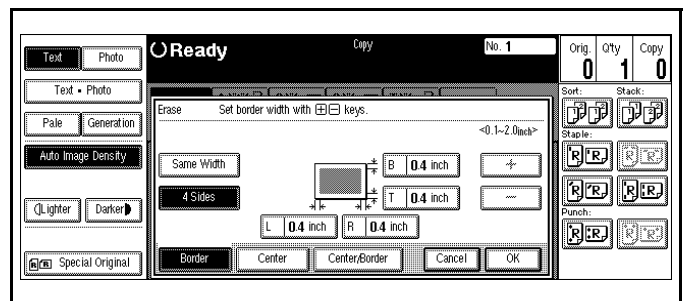 Text
Photo
Text • Photo
Pale
Generation
Auto Image Density
Lighter
Darker
Special Original
Ready
Copy
No. 1
Orig.
Q'ty
Copy
0
1
0
Sort:
Stack:
Staple:
Punch:
Erase
Set border width with ⊞⊟ keys.
<0.1~2.0inch>
Same Width
4 Sides
B 0.4 inch
T 0.4 inch
L 0.4 inch
R 0.4 inch
+
−
Border
Center
Center/Border
Cancel
OK